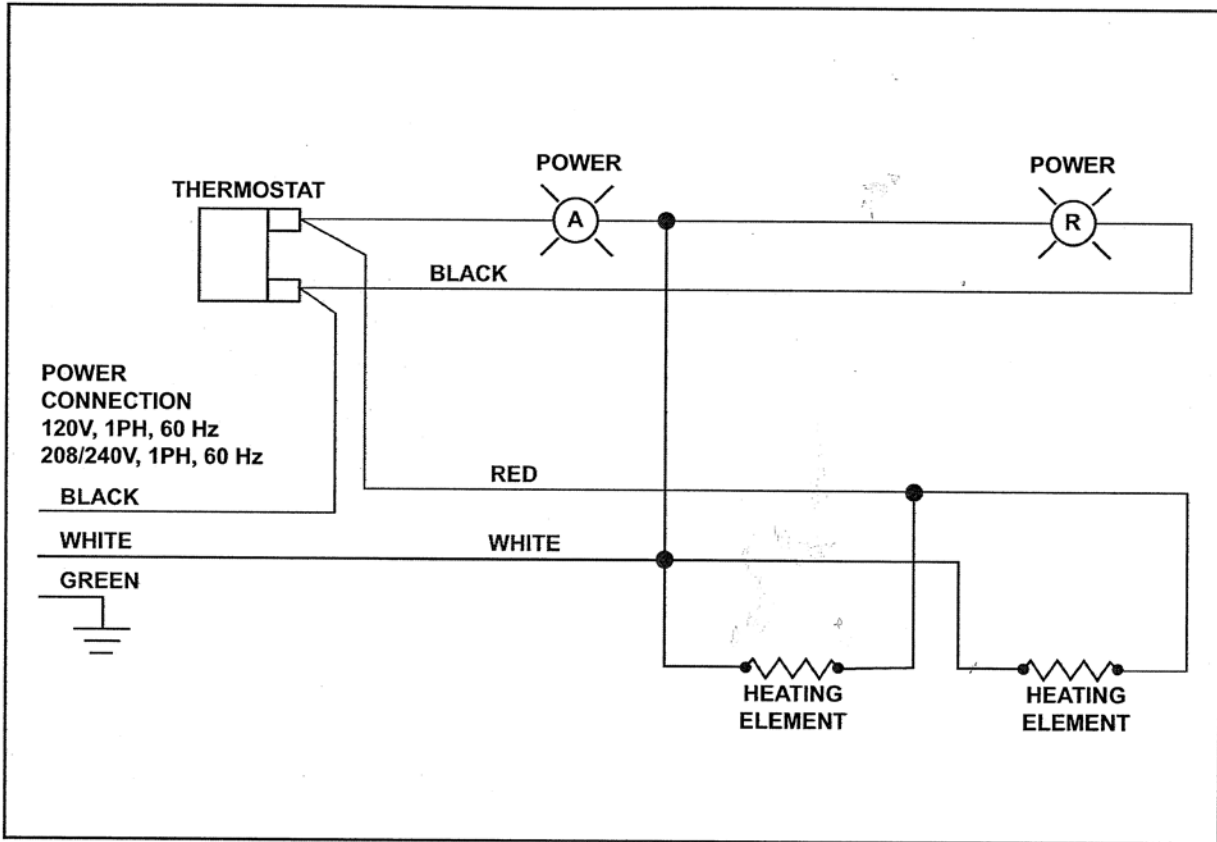 POWER
POWER
THERMOSTAT
A
R
BLACK
POWER
CONNECTION
120V, 1PH, 60 Hz
208/240V, 1PH, 60 Hz
RED
BLACK
WHITE
WHITE
GREEN
HEATING
ELEMENT
HEATING
ELEMENT